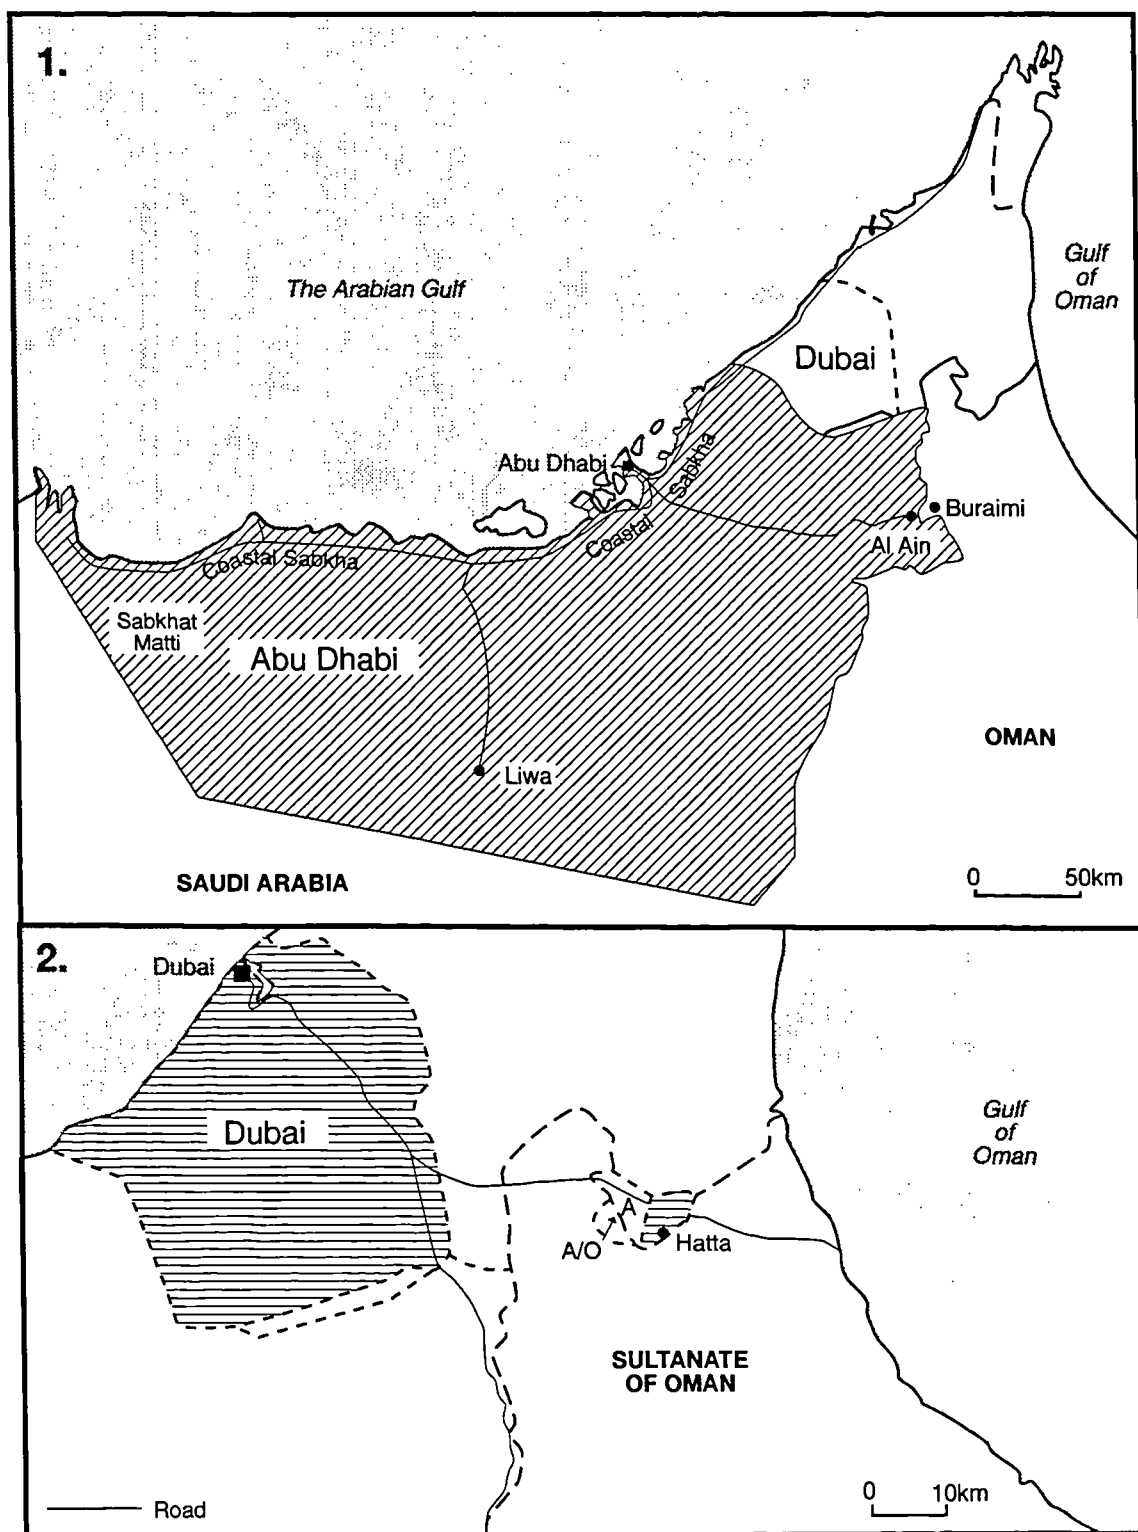 1.
The Arabian Gulf
Gulf
of
Oman
Dubai
Abu Dhabi
Sabkha
Coastal
Buraimi
Al Ain
Coastal Sabkha
Sabkhat
Matti
Abu Dhabi
OMAN
Liwa
SAUDI ARABIA
0 50km
2.
Dubai
Dubai
Gulf
of
Oman
A
A/O
Hatta
SULTANATE
OF OMAN
0 10km
Road